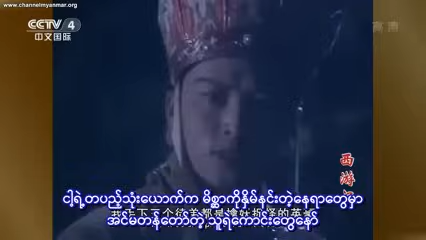 www.channelmyanmar.org
CCTV 4
中文国际
高清
西游
ငါ့ရဲ့တပည့်သုံးယောက်က မိစ္ဆာကိုနှိမ်နင်းတဲ့နေရာတွေမှာ
အင်မတန်တော်တဲ့ သူရဲကောင်းတွေနော်